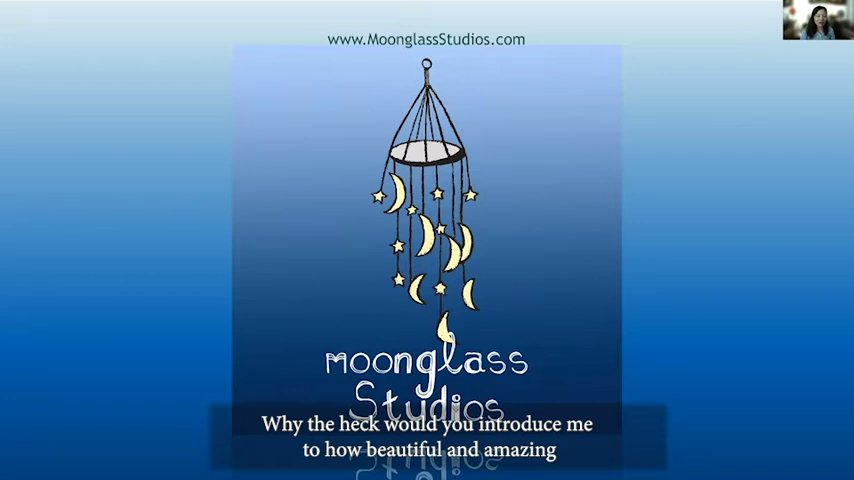 www.MoonglassStudios.com
moonglass
Studios
Why the heck would you introduce me
to how beautiful and amazing